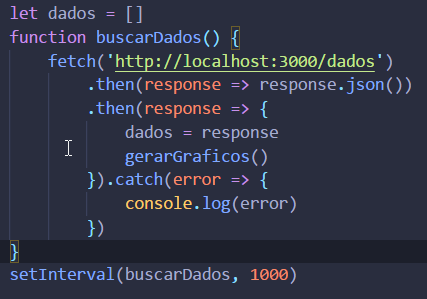 let dados = []
function buscarDados() {
    fetch('http://localhost:3000/dados')
        .then(response => response.json())
        .then(response => {
            dados = response
            gerarGraficos()
        }).catch(error => {
            console.log(error)
        })
}
setInterval(buscarDados, 1000)